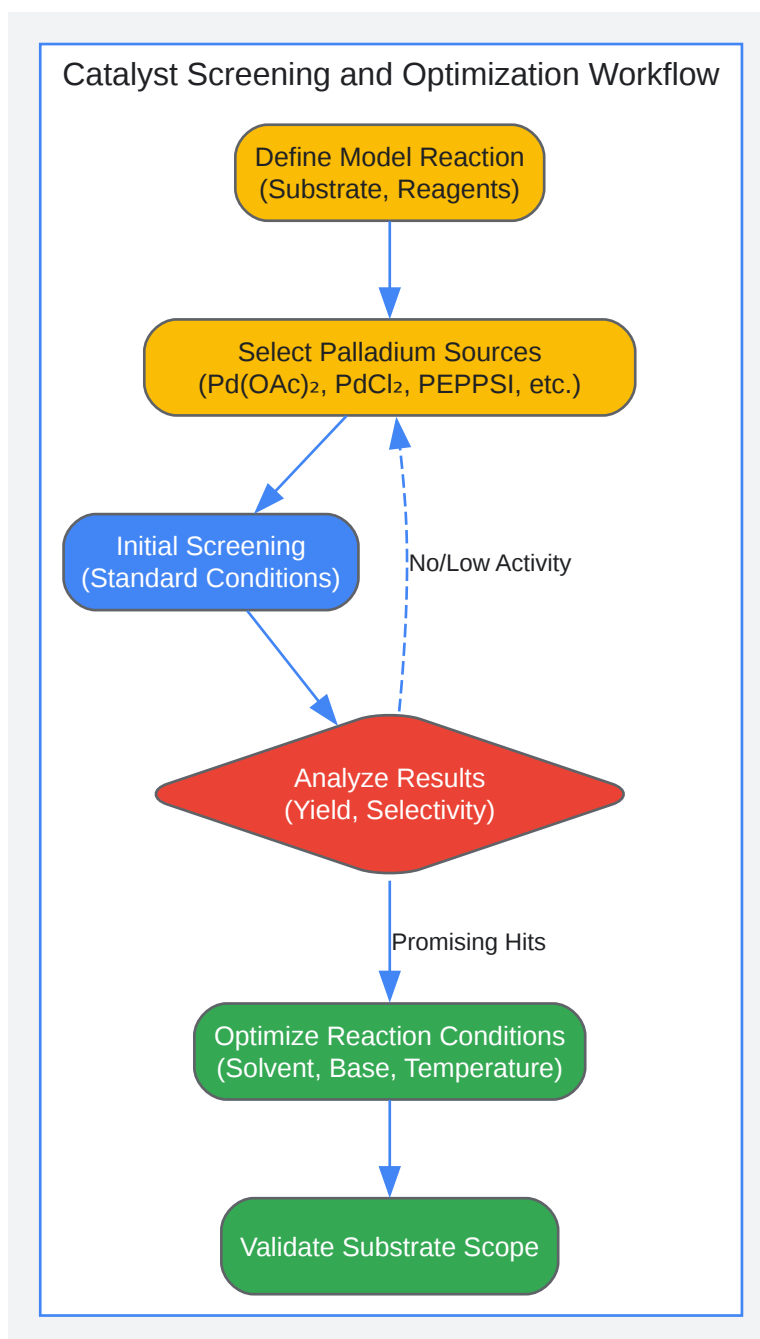 Catalyst Screening and Optimization Workflow
Define Model Reaction
(Substrate, Reagents)
Select Palladium Sources
(Pd(OAc)₂, PdCl₂, PEPPSI, etc.)
Initial Screening
(Standard Conditions)
No/Low Activity
Analyze Results
(Yield, Selectivity)
Promising Hits
Optimize Reaction Conditions
(Solvent, Base, Temperature)
Validate Substrate Scope